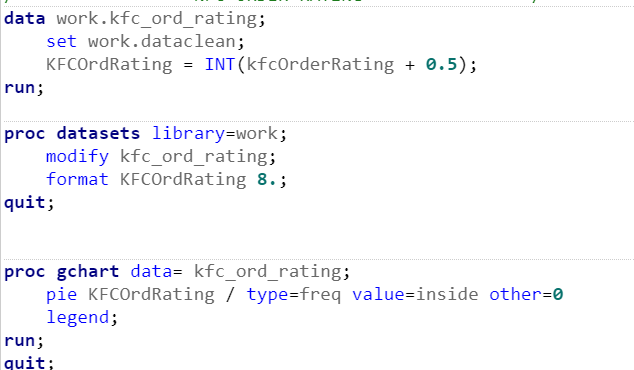 data work.kfc_ord_rating;
set work.dataclean;
KFCOrdRating = INT(kfcOrderRating + 0.5);
run;
proc datasets library=work;
modify kfc_ord_rating;
format KFCOrdRating 8.;
quit;
proc gchart data= kfc_ord_rating;
pie KFCOrdRating / type=freq value=inside other=0
legend;
run;
quit;